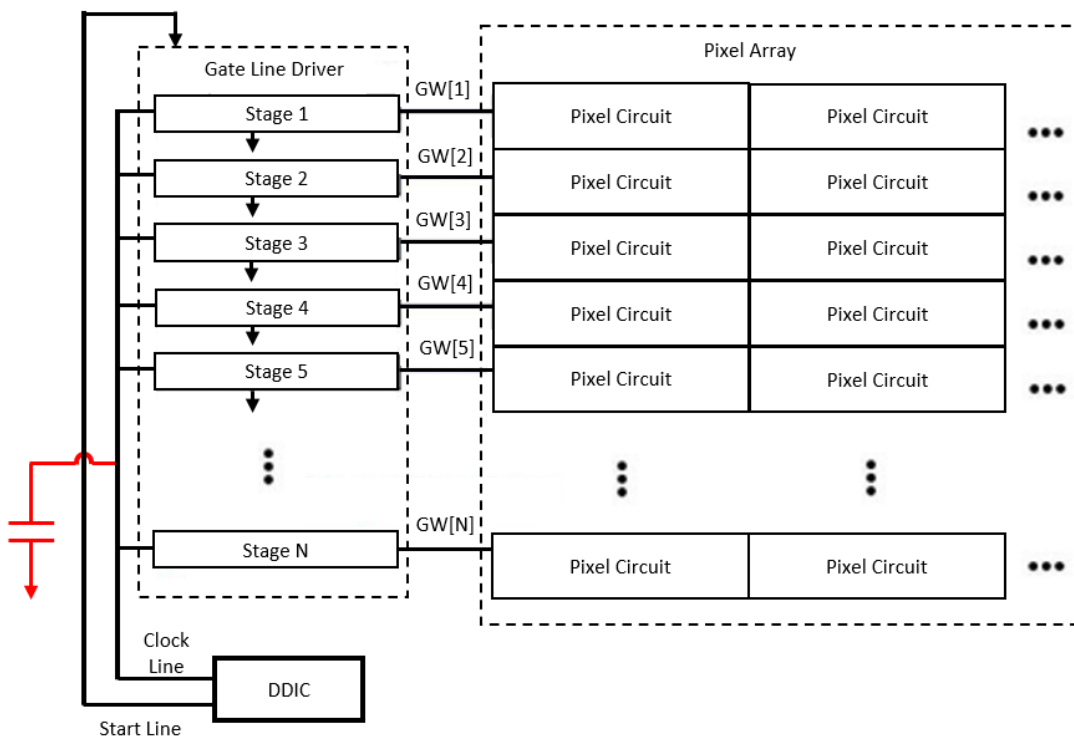 Pixel Array
Gate Line Driver
GW[1]
Stage 1
Pixel Circuit
Pixel Circuit
GW[2]
Stage 2
Pixel Circuit
Pixel Circuit
GW[3]
Stage 3
Pixel Circuit
Pixel Circuit
GW[4]
Stage 4
Pixel Circuit
Pixel Circuit
GW[5]
Stage 5
Pixel Circuit
Pixel Circuit
GW[N]
Stage N
Pixel Circuit
Pixel Circuit
Clock
Line
DDIC
Start Line